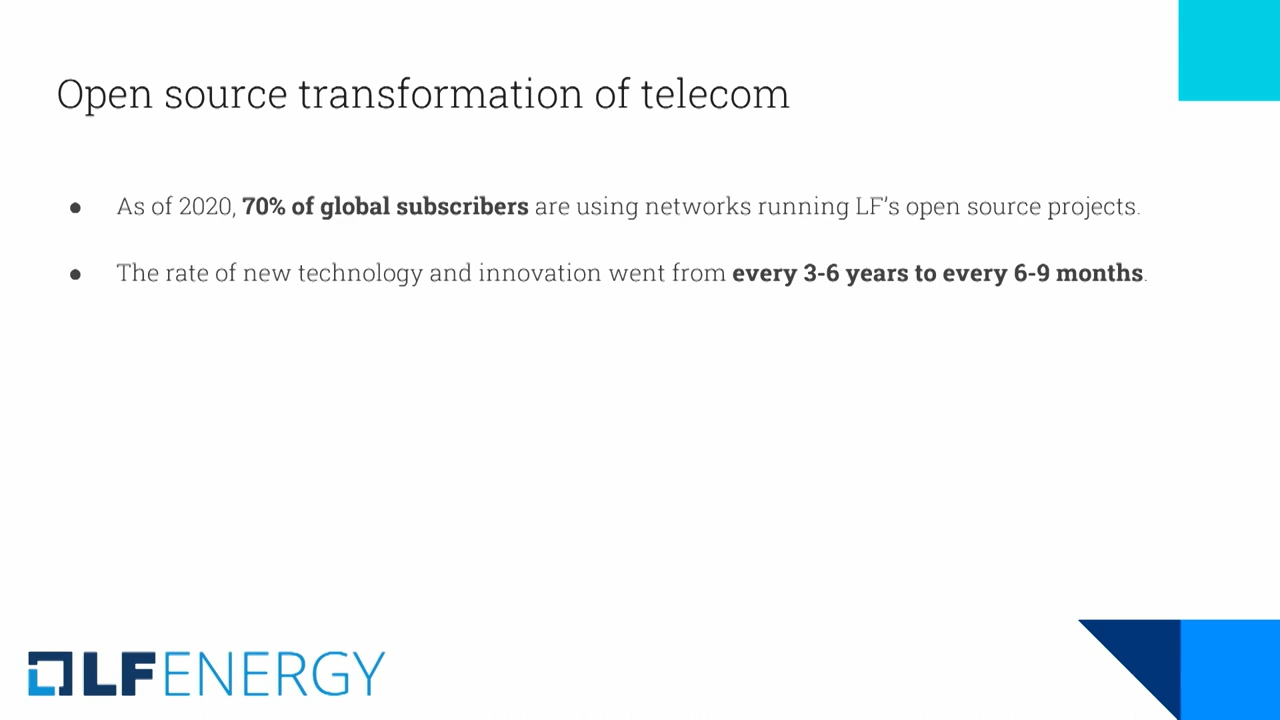 Open source transformation of telecom
● As of 2020, 70% of global subscribers are using networks running LF’s open source projects.
● The rate of new technology and innovation went from every 3-6 years to every 6-9 months.
LF ENERGY